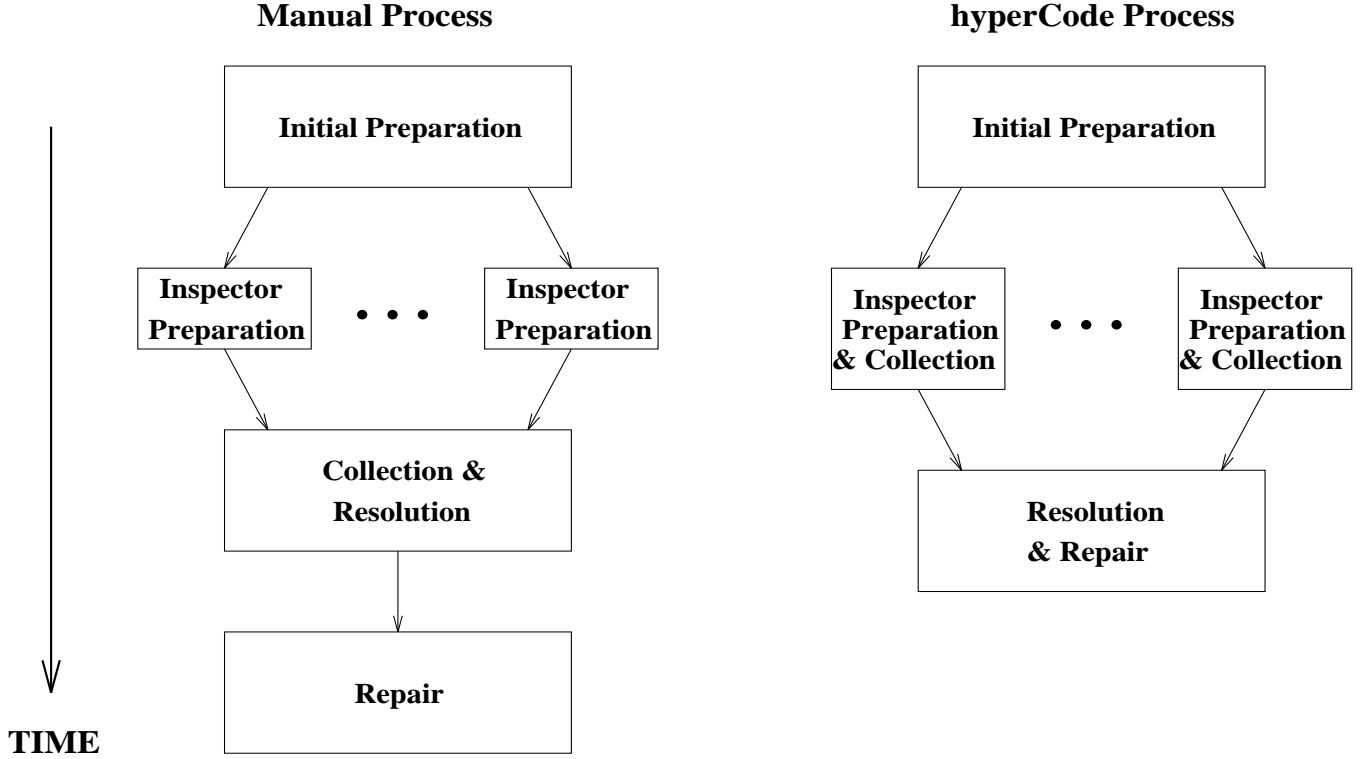 Manual Process
Initial Preparation
Inspector
Preparation
• • •
Inspector
Preparation
Collection &
Resolution
Repair
TIME
hyperCode Process
Initial Preparation
Inspector
Preparation
& Collection
• • •
Inspector
Preparation
& Collection
Resolution
& Repair